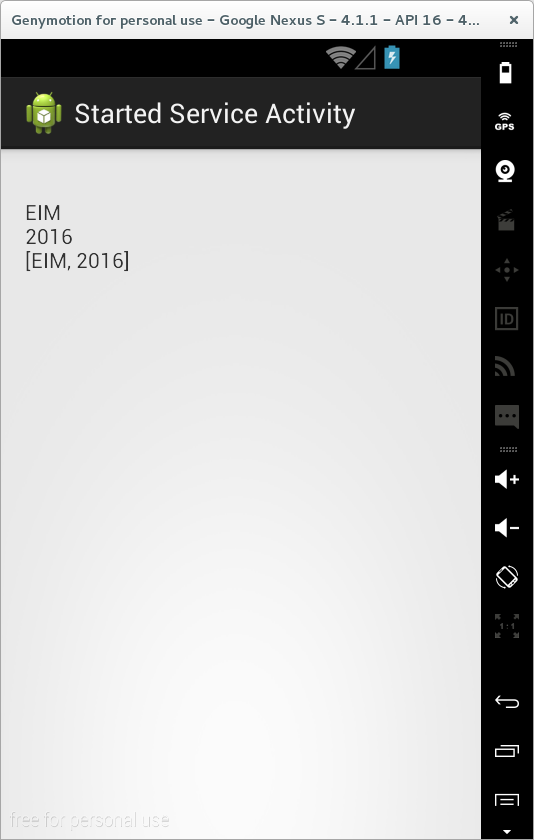 Genymotion for personal use – Google Nexus S – 4.1.1 – API 16 – 4...
GPS
Started Service Activity
EIM
2016
[EIM, 2016]
ID
1:1
free for personal use